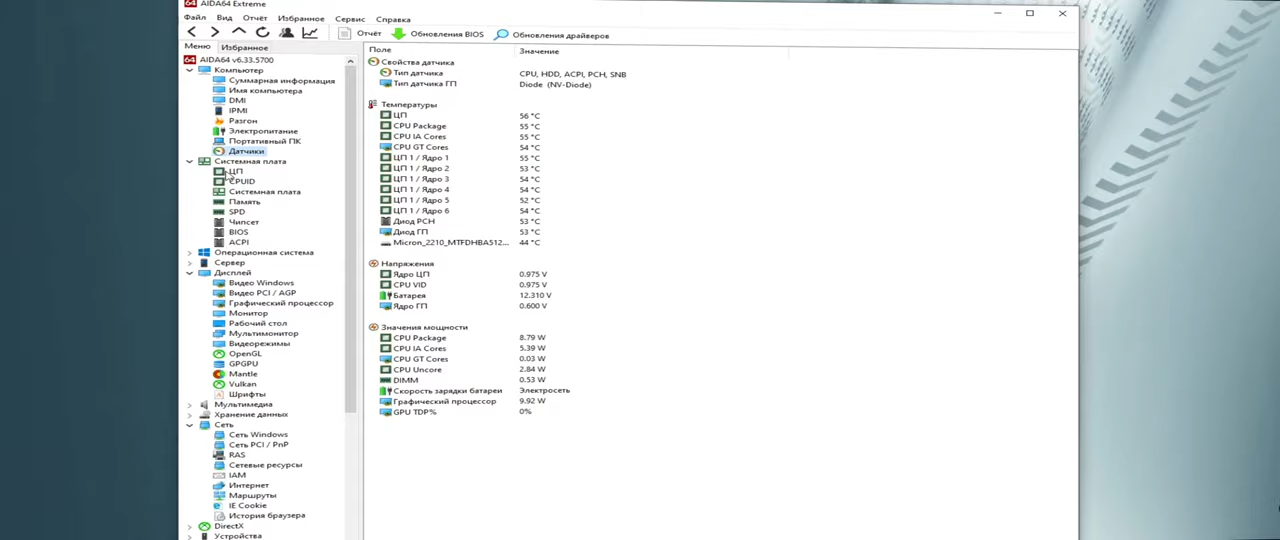 AIDA64 Extreme
Файл Вид Отчёт Избранное Сервис Справка
Отчёт Обновления BIOS Обновления драйверов
Меню Избранное
AIDA64 v6.33.5700
Компьютер
Суммарная информация
Имя компьютера
DMI
IPMI
Разгон
Электропитание
Портативный ПК
Датчики
Системная плата
ЦП
CPUID
Системная плата
Память
SPD
Чипсет
BIOS
ACPI
Операционная система
Сервер
Дисплей
Видео Windows
Видео PCI / AGP
Графический процессор
Монитор
Рабочий стол
Мультимонитор
Видеорежимы
OpenGL
GPGPU
Mantle
Vulkan
Шрифты
Мультимедиа
Хранение данных
Сеть
Сеть Windows
Сеть PCI / PnP
RAS
Сетевые ресурсы
IAM
Интернет
Маршруты
IE Cookie
История браузера
DirectX
Устройства
Поле Значение
Свойства датчика
Тип датчика CPU, HDD, ACPI, PCH, SNB
Тип датчика ГП Diode (NV-Diode)
Температуры
ЦП 56 °C
CPU Package 55 °C
CPU IA Cores 55 °C
CPU GT Cores 54 °C
ЦП 1 / Ядро 1 55 °C
ЦП 1 / Ядро 2 53 °C
ЦП 1 / Ядро 3 54 °C
ЦП 1 / Ядро 4 54 °C
ЦП 1 / Ядро 5 52 °C
ЦП 1 / Ядро 6 54 °C
Диод PCH 53 °C
Диод ГП 53 °C
Micron_2210_MTFDHBA512... 44 °C
Напряжения
Ядро ЦП 0.975 V
CPU VID 0.975 V
Батарея 12.310 V
Ядро ГП 0.600 V
Значения мощности
CPU Package 8.79 W
CPU IA Cores 5.39 W
CPU GT Cores 0.03 W
CPU Uncore 2.84 W
DIMM 0.53 W
Скорость зарядки батареи Электросеть
Графический процессор 9.92 W
GPU TDP% 0%